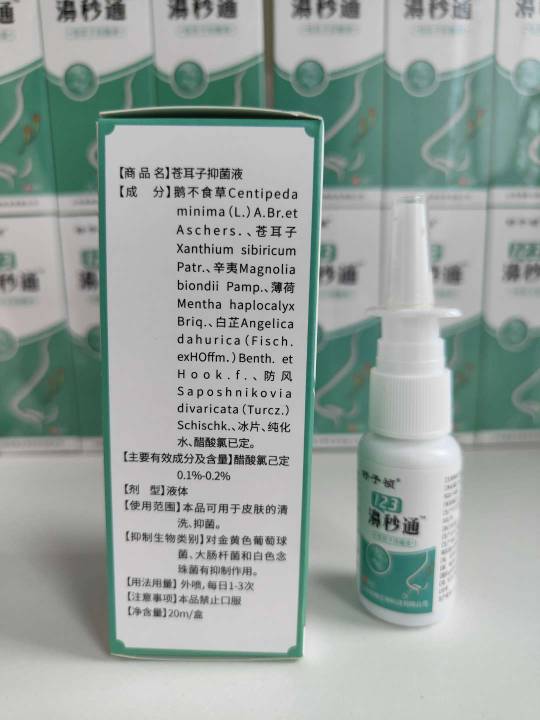 【商品名】苍耳子抑菌液
【成 分】鹅不食草Centipeda
minima (L.) A.Br.et
Aschers.、苍耳子
Xanthium sibiricum
Patr.、辛夷Magnolia
biondii Pamp.、薄荷
Mentha haplocalyx
Briq.、白芷Angelica
dahurica (Fisch.
exHOffm.) Benth. et
Hook.f.、防风
Saposhnikovia
divaricata (Turcz.)
Schischk.、冰片、纯化
水、醋酸氯已定。
【主要有效成分及含量】醋酸氯己定
0.1%-0.2%
【剂 型】液体
【使用范围】本品可用于皮肤的清
洗、抑菌。
【抑制生物类别】对金黄色葡萄球
菌、大肠杆菌和白色念
珠菌有抑制作用。
【用法用量】外喷,每日1-3次
【注意事项】本品禁止口服
【净含量】20m/盒
123
濞秒通